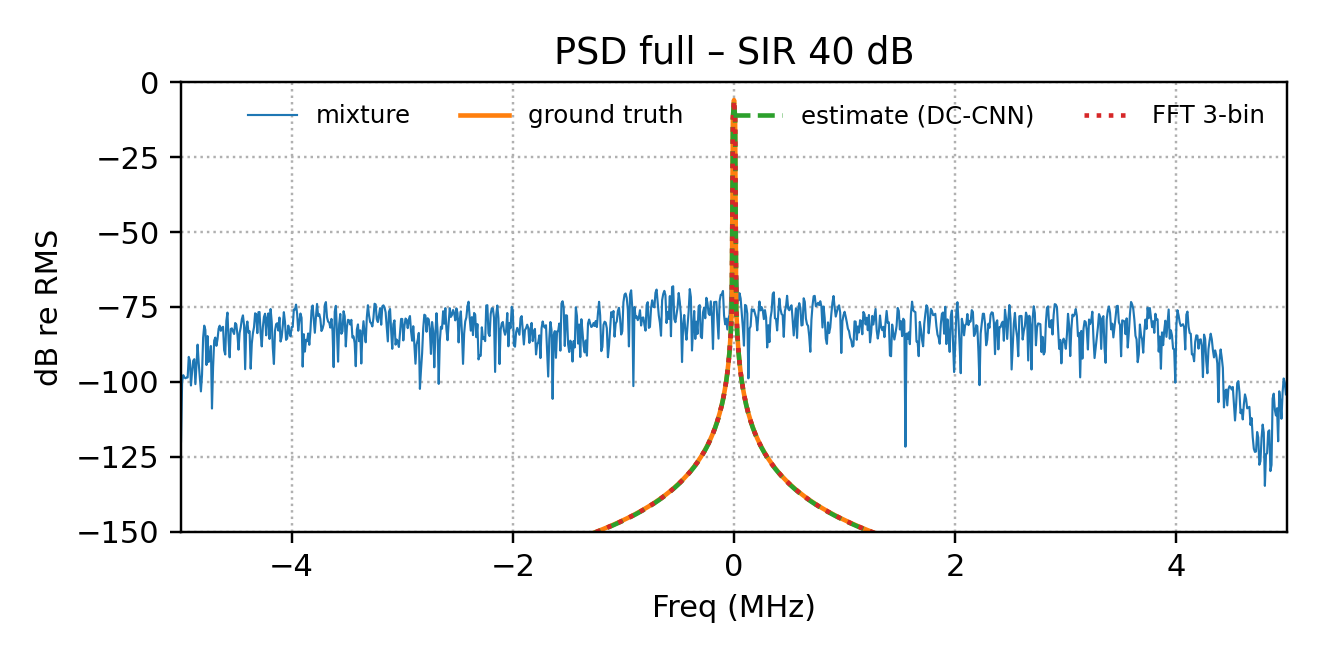 PSD full – SIR 40 dB
mixture
ground truth
estimate (DC-CNN)
FFT 3-bin
dB re RMS
0
−25
−50
−75
−100
−125
−150
−4
−2
0
2
4
Freq (MHz)